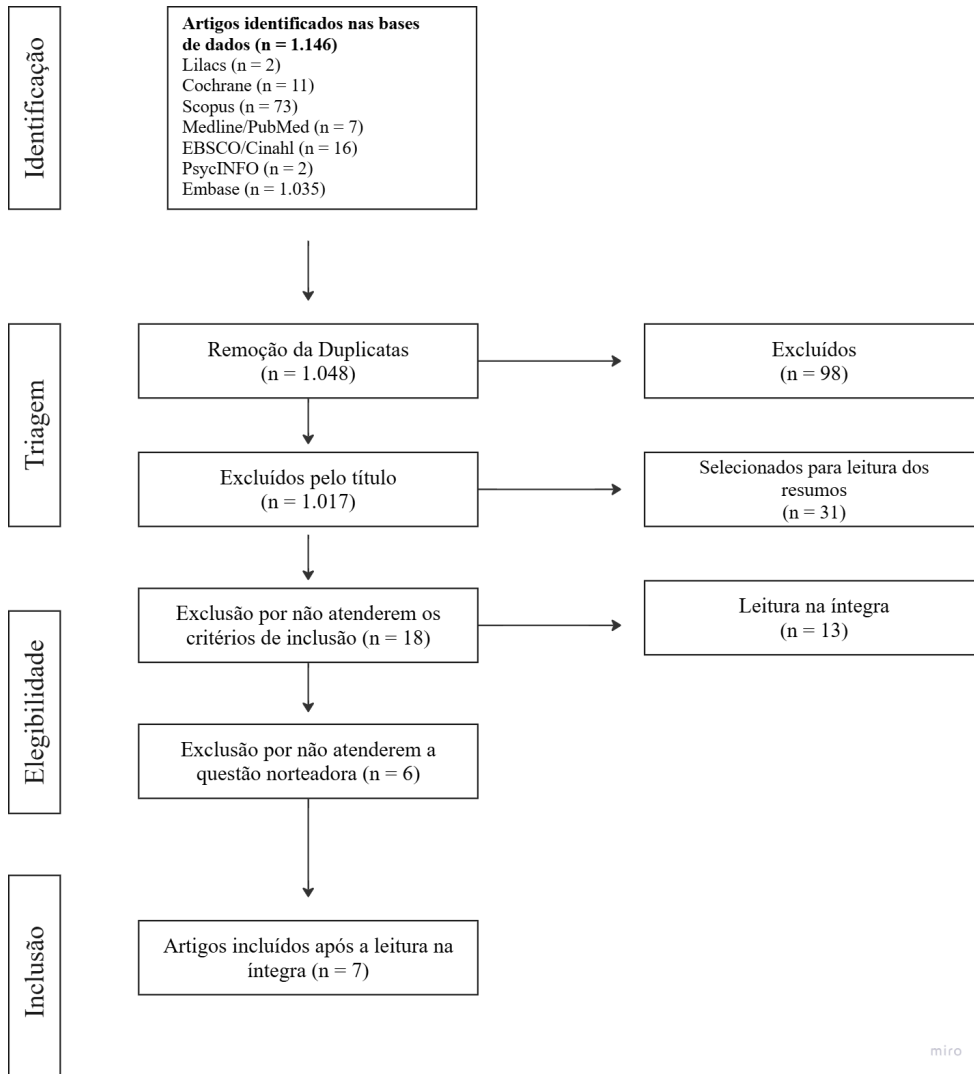 Identificação
Artigos identificados nas bases
de dados (n = 1.146)
Lilacs (n = 2)
Cochrane (n = 11)
Scopus (n = 73)
Medline/PubMed (n = 7)
EBSCO/Cinahl (n = 16)
PsycINFO (n = 2)
Embase (n = 1.035)
Triagem
Remoção da Duplicatas
(n = 1.048)
Excluídos
(n = 98)
Excluídos pelo título
(n = 1.017)
Selecionados para leitura dos
resumos
(n = 31)
Elegibilidade
Exclusão por não atenderem os
critérios de inclusão (n = 18)
Leitura na íntegra
(n = 13)
Exclusão por não atenderem a
questão norteadora (n = 6)
Inclusão
Artigos incluídos após a leitura na
íntegra (n = 7)
miro